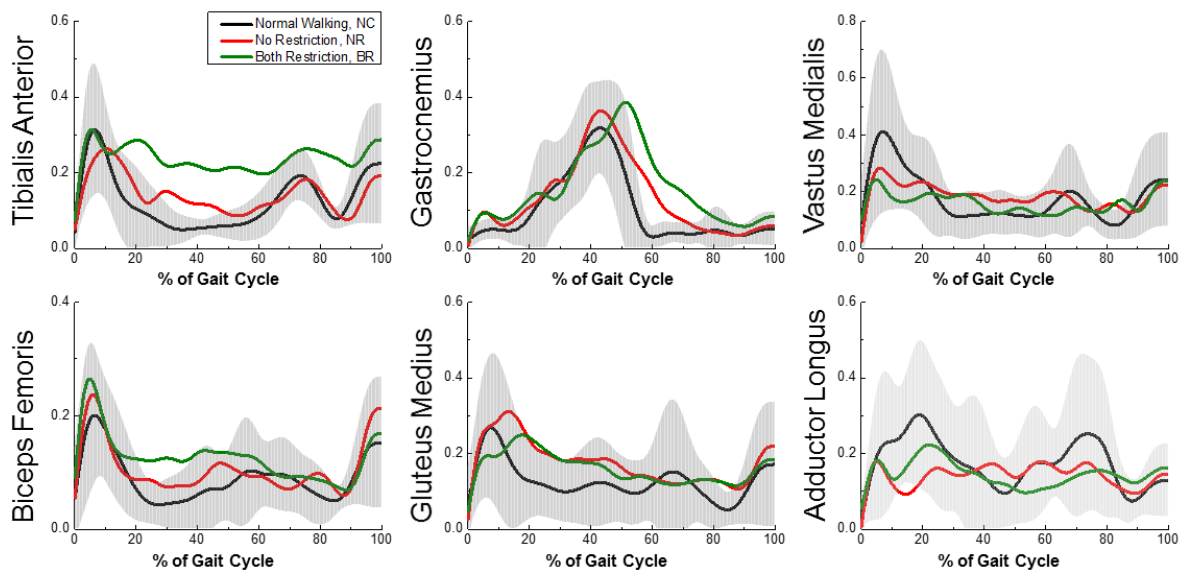 Tibialis Anterior
0.6
0.4
0.2
0.0
Normal Walking, NC
No Restriction, NR
Both Restriction, BR
0 20 40 60 80 100
% of Gait Cycle
Gastrocnemius
0.6
0.4
0.2
0.0
0 20 40 60 80 100
% of Gait Cycle
Vastus Medialis
0.8
0.6
0.4
0.2
0.0
0 20 40 60 80 100
% of Gait Cycle
Biceps Femoris
0.4
0.2
0.0
0 20 40 60 80 100
% of Gait Cycle
Gluteus Medius
0.6
0.4
0.2
0.0
0 20 40 60 80 100
% of Gait Cycle
Adductor Longus
0.6
0.4
0.2
0.0
0 20 40 60 80 100
% of Gait Cycle